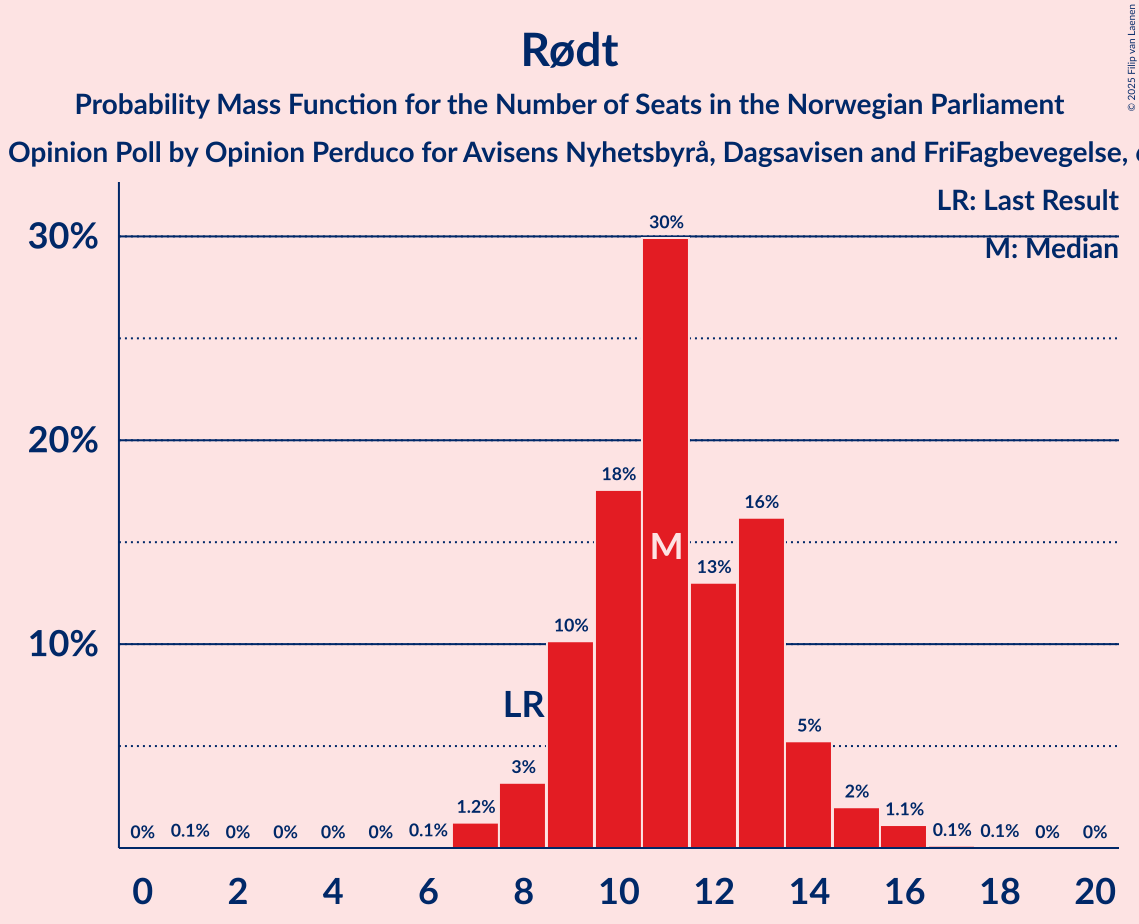 Rødt
Probability Mass Function for the Number of Seats in the Norwegian Parliament
Opinion Poll by Opinion Perduco for Avisens Nyhetsbyrå, Dagsavisen and FriFagbevegelse,
© 2025 Filip van Laenen
LR: Last Result
M: Median
30%
20%
10%
0% 0.1% 0% 0% 0% 0% 0.1% 1.2% 3% 10% 18% 30% 13% 16% 5% 2% 1.1% 0.1% 0.1% 0% 0%
LR
M
0 2 4 6 8 10 12 14 16 18 20